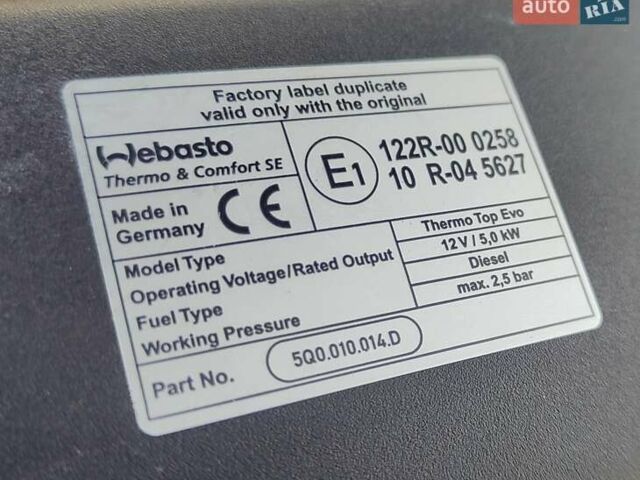 auto RIA .com
Factory label duplicate
valid only with the original
Webasto
Thermo & Comfort SE
E1
122R-00 0258
10 R-04 5627
Made in
Germany
CE
Model Type Thermo Top Evo
Operating Voltage/Rated Output 12 V / 5,0 kW
Fuel Type Diesel
Working Pressure max. 2,5 bar
Part No. 5Q0.010.014.D